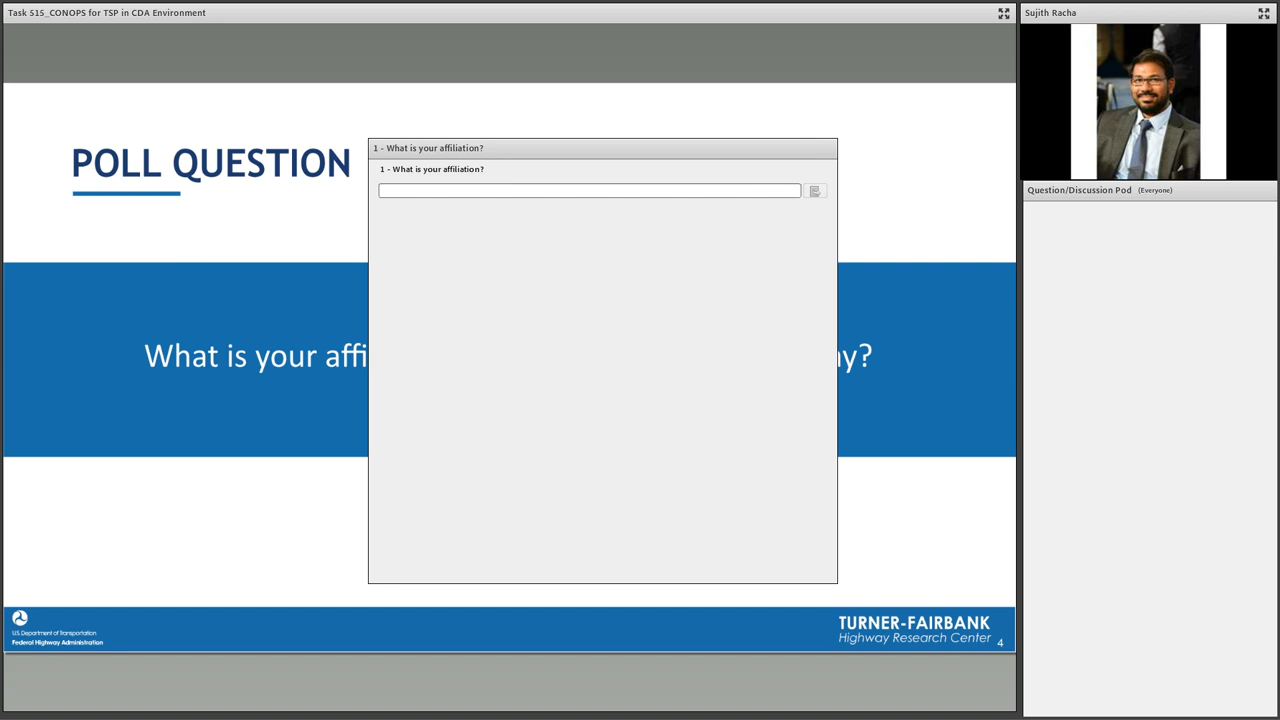 Task 515_CONOPS for TSP in CDA Environment
Sujith Racha
POLL QUESTION
1 - What is your affiliation?
1 - What is your affiliation?
What is your
Question/Discussion Pod (Everyone)
U.S. Department of Transportation
Federal Highway Administration
TURNER-FAIRBANK
Highway Research Center
4